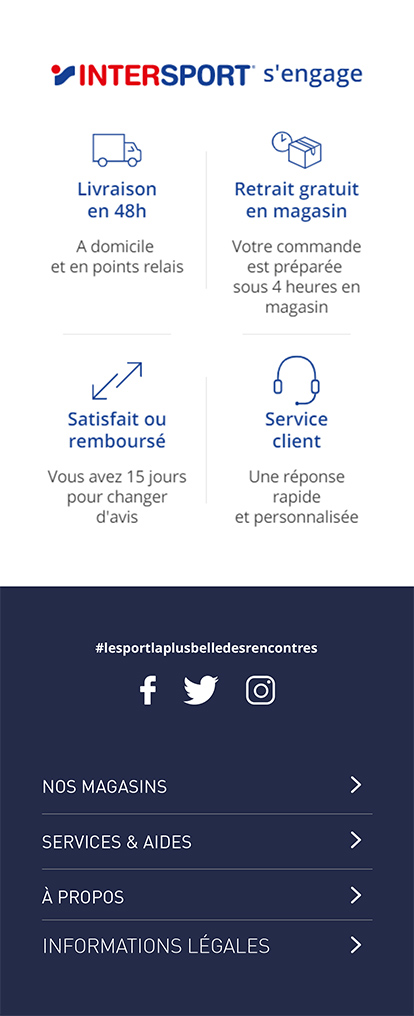 INTERSPORT s'engage
Livraison
en 48h
A domicile
et en points relais
Retrait gratuit
en magasin
Votre commande
est préparée
sous 4 heures en
magasin
Satisfait ou
remboursé
Vous avez 15 jours
pour changer
d'avis
Service
client
Une réponse
rapide
et personnalisée
#lesportlaplusbelledesrencontres
NOS MAGASINS
SERVICES & AIDES
À PROPOS
INFORMATIONS LÉGALES